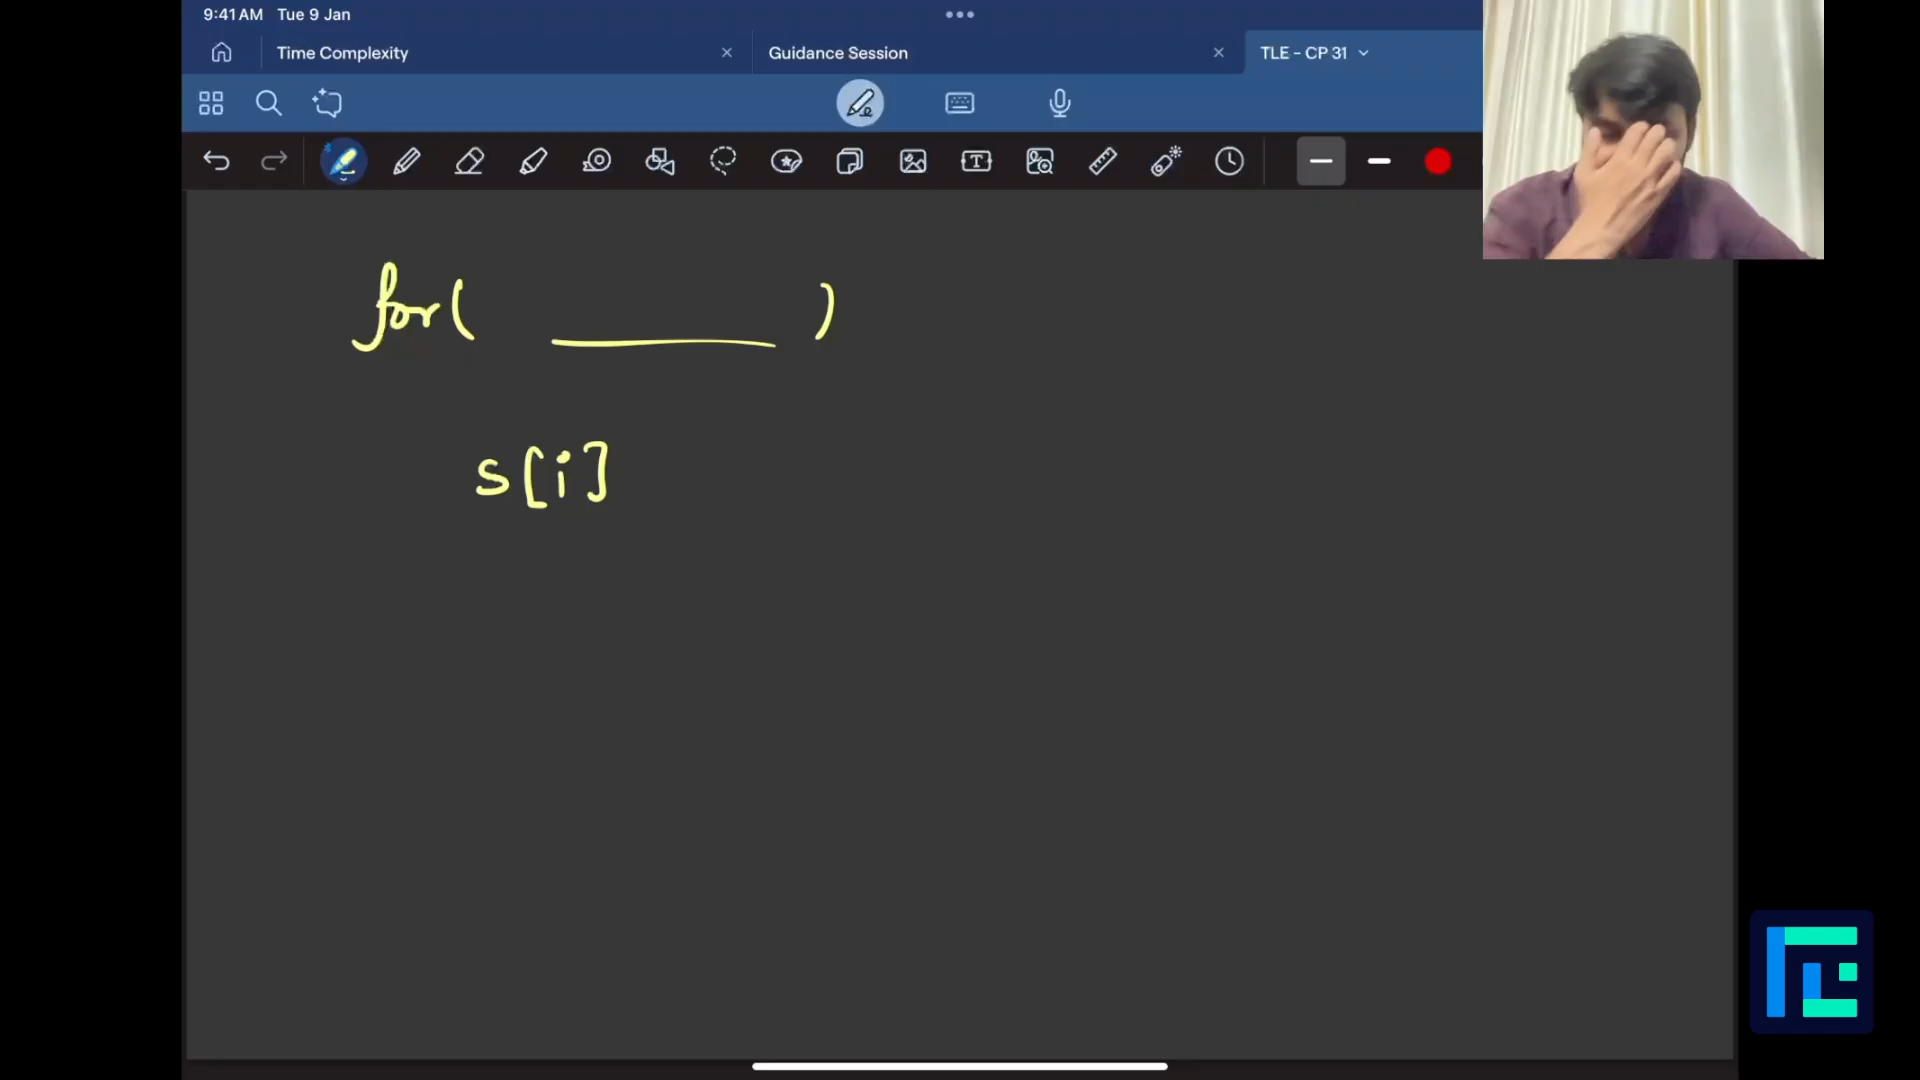 9:41 AM Tue 9 Jan
Time Complexity
Guidance Session
TLE - CP 31
for( ______ )
s[i]